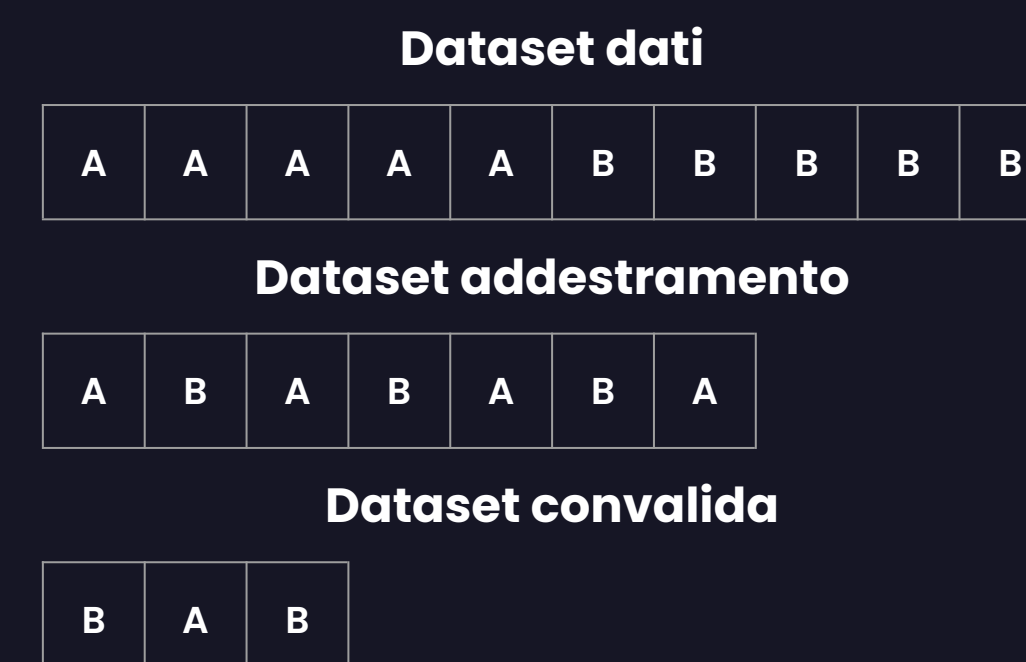 Dataset dati
A A A A A B B B B B
Dataset addestramento
A B A B A B A
Dataset convalida
B A B